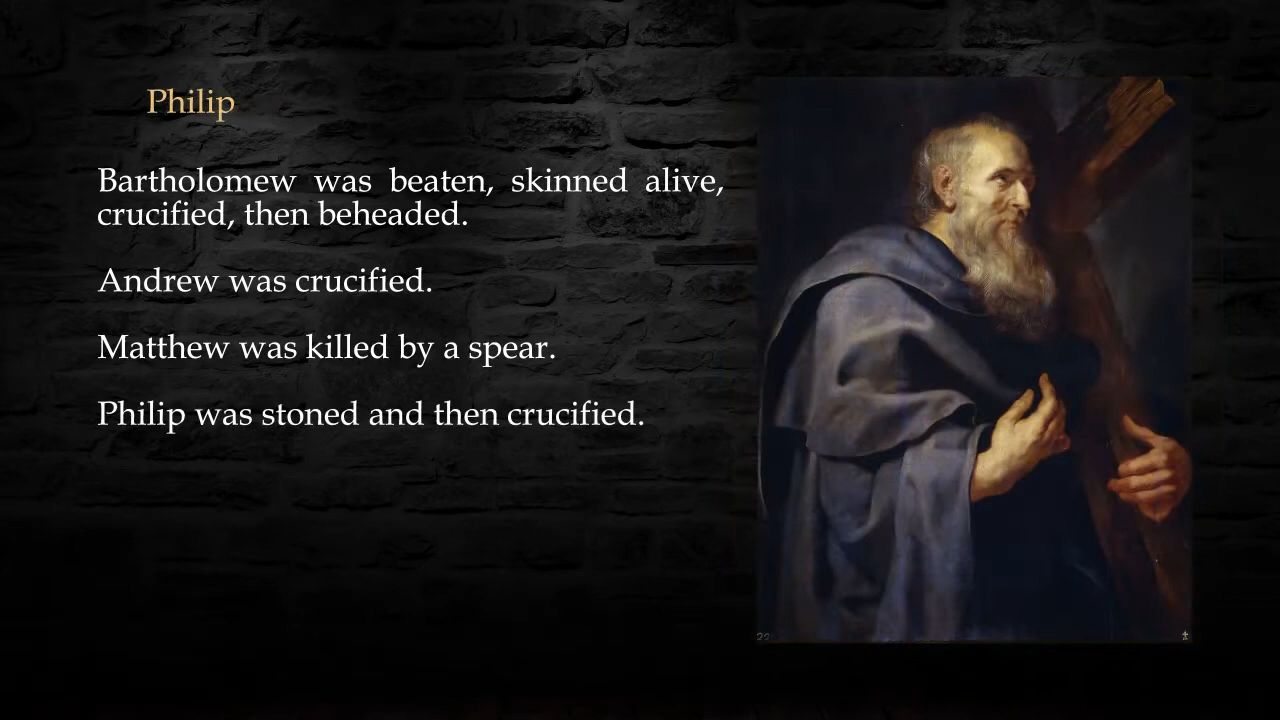 Philip
Bartholomew was beaten, skinned alive,
crucified, then beheaded.
Andrew was crucified.
Matthew was killed by a spear.
Philip was stoned and then crucified.